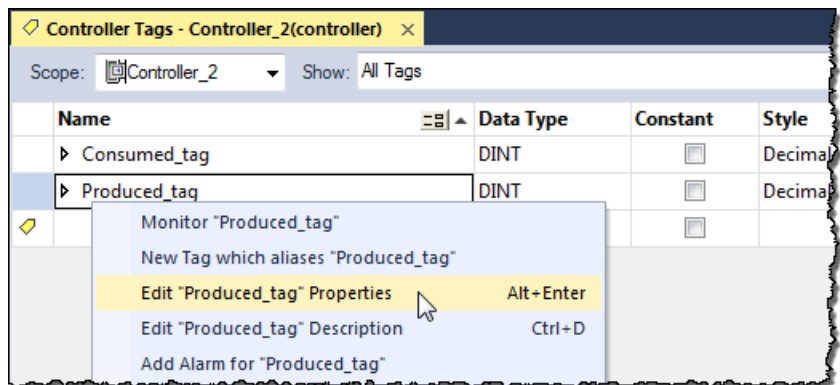 Controller Tags - Controller_2(controller) ×
Scope: Controller_2 Show: All Tags
Name Data Type Constant Style
Consumed_tag DINT Decimal
Produced_tag DINT Decimal
Monitor "Produced_tag"
New Tag which aliases "Produced_tag"
Edit "Produced_tag" Properties Alt+Enter
Edit "Produced_tag" Description Ctrl+D
Add Alarm for "Produced_tag"